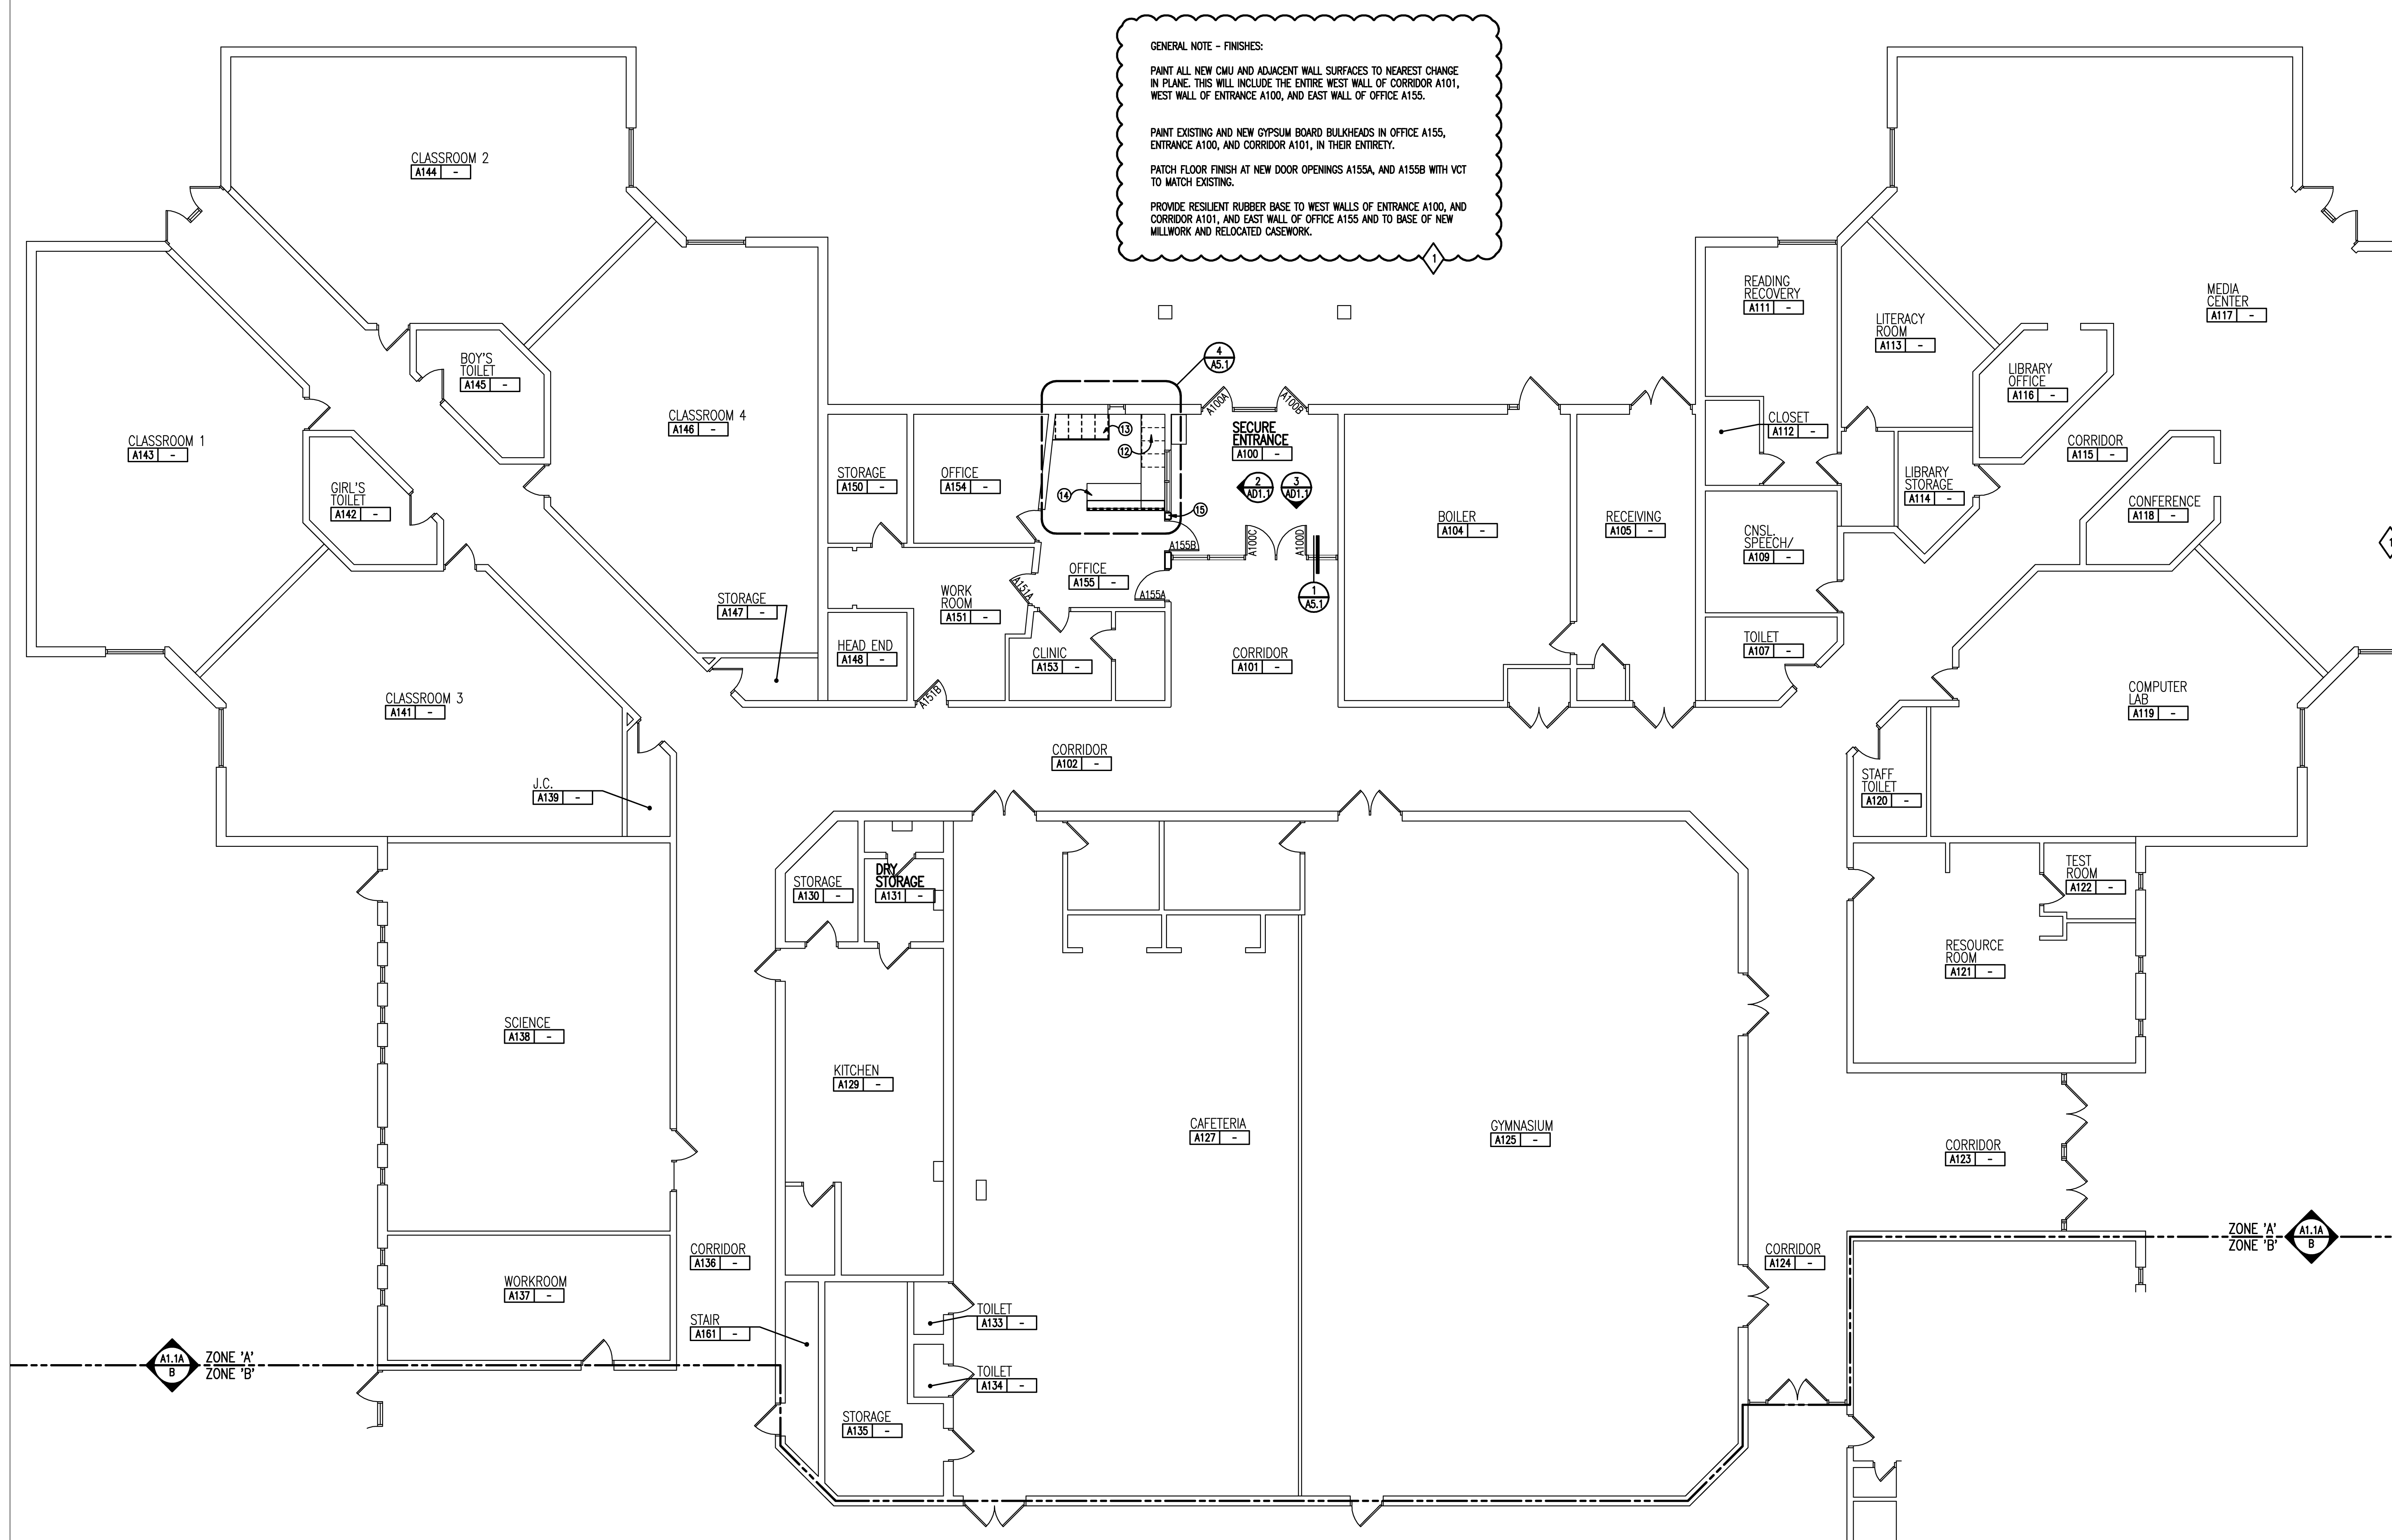 GENERAL NOTE - FINISHES:
PAINT ALL NEW CMU AND ADJACENT WALL SURFACES TO NEAREST CHANGE
IN PLANE. THIS WILL INCLUDE THE ENTIRE WEST WALL OF CORRIDOR A101,
WEST WALL OF ENTRANCE A100, AND EAST WALL OF OFFICE A155.
PAINT EXISTING AND NEW GYPSUM BOARD BULKHEADS IN OFFICE A155,
ENTRANCE A100, AND CORRIDOR A101, IN THEIR ENTIRETY.
PATCH FLOOR FINISH AT NEW DOOR OPENINGS A155A, AND A155B WITH VCT
TO MATCH EXISTING.
PROVIDE RESILIENT RUBBER BASE TO WEST WALLS OF ENTRANCE A100, AND
CORRIDOR A101, AND EAST WALL OF OFFICE A155 AND TO BASE OF NEW
MILLWORK AND RELOCATED CASEWORK.
1
CLASSROOM 2
A144 -
CLASSROOM 1
A143 -
BOY'S
TOILET
A145 -
GIRL'S
TOILET
A142 -
CLASSROOM 4
A146 -
CLASSROOM 3
A141 -
STORAGE
A147 -
J.C.
A139 -
STORAGE
A150 -
OFFICE
A154 -
4
A5.1
13
12
14
15
A100A
A100B
SECURE
ENTRANCE
A100 -
2
AD1.1
3
AD1.1
A100C
A100D
A155B
OFFICE
A155 -
A155A
1
A5.1
A151A
WORK
ROOM
A151 -
HEAD END
A148 -
A151B
CLINIC
A153 -
CORRIDOR
A101 -
CORRIDOR
A102 -
BOILER
A104 -
RECEIVING
A105 -
READING
RECOVERY
A111 -
CLOSET
A112 -
CNSL.
SPEECH/
A109 -
TOILET
A107 -
LITERACY
ROOM
A113 -
LIBRARY
OFFICE
A116 -
LIBRARY
STORAGE
A114 -
MEDIA
CENTER
A117 -
CORRIDOR
A115 -
CONFERENCE
A118 -
COMPUTER
LAB
A119 -
STAFF
TOILET
A120 -
TEST
ROOM
A122 -
RESOURCE
ROOM
A121 -
CORRIDOR
A123 -
STORAGE
A130 -
DRY
STORAGE
A131 -
SCIENCE
A138 -
KITCHEN
A129 -
CAFETERIA
A127 -
GYMNASIUM
A125 -
WORKROOM
A137 -
CORRIDOR
A136 -
CORRIDOR
A124 -
STAIR
A161 -
TOILET
A133 -
TOILET
A134 -
STORAGE
A135 -
A1.1A
B
ZONE 'A'
ZONE 'B'
ZONE 'A'
ZONE 'B'
A1.1A
B